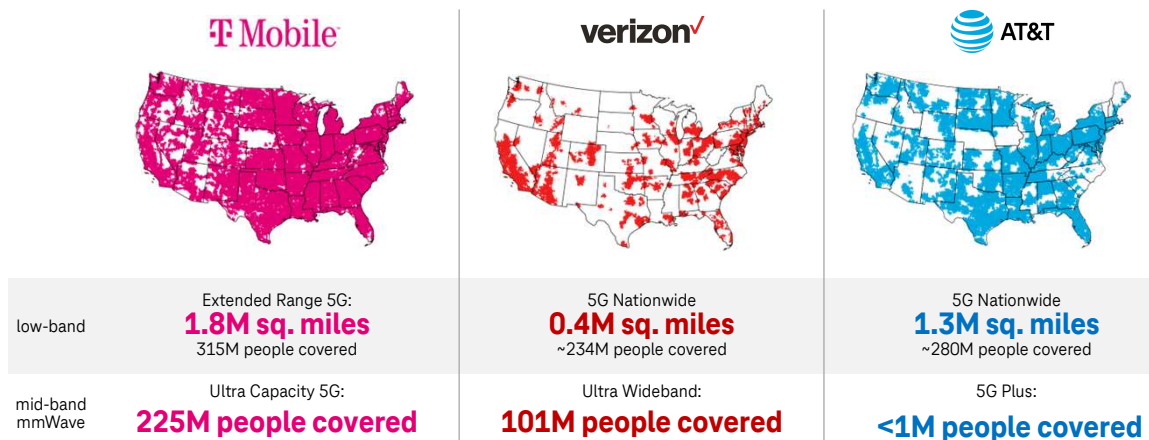 T Mobile
verizon
AT&T
low-band
Extended Range 5G:
1.8M sq. miles
315M people covered
5G Nationwide
0.4M sq. miles
~234M people covered
5G Nationwide
1.3M sq. miles
~280M people covered
mid-band
mmWave
Ultra Capacity 5G:
225M people covered
Ultra Wideband:
101M people covered
5G Plus:
<1M people covered